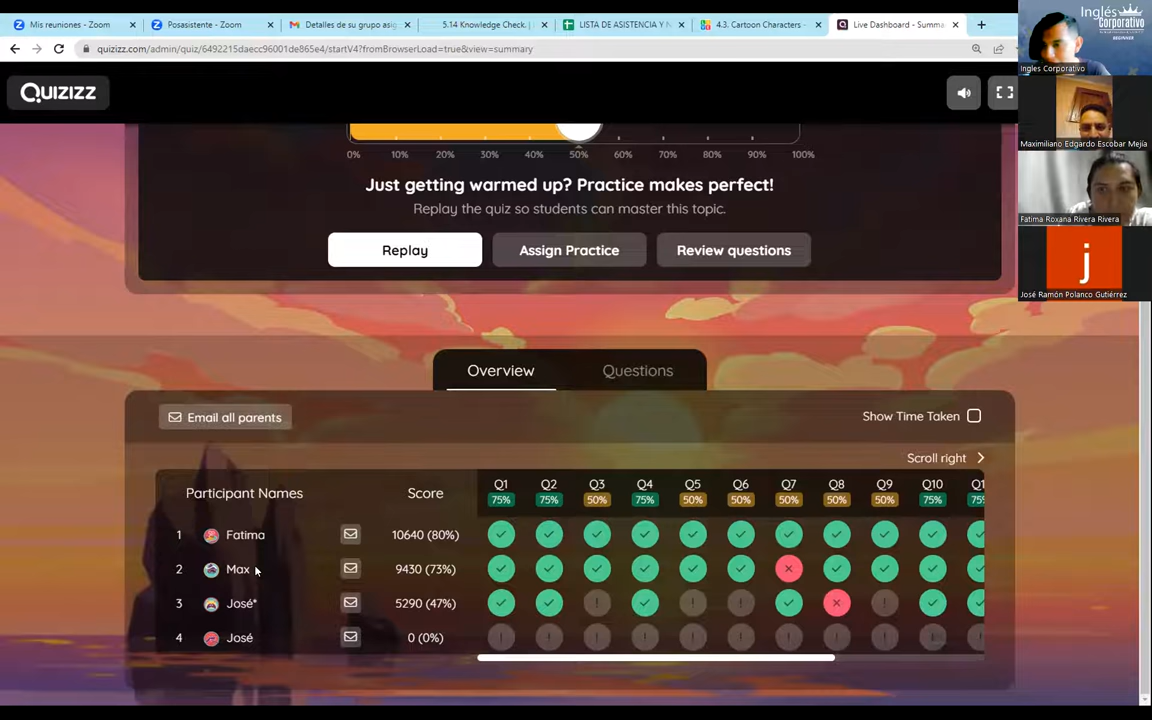 Mis reuniones - Zoom
Posasistente - Zoom
Detalles de su grupo asig
5.14 Knowledge Check. |
LISTA DE ASISTENCIA Y N
4.3. Cartoon Characters -
Live Dashboard - Summa
quizizz.com/admin/quiz/6492215daecc96001de865e4/startV4?fromBrowserLoad=true&view=summary
Inglés
Corporativo
BEGINNER
Ingles Corporativo
Maximiliano Edgardo Escobar Mejía
Fatima Roxana Rivera Rivera
j
José Ramón Polanco Gutiérrez
Quizizz
0% 10% 20% 30% 40% 50% 60% 70% 80% 90% 100%
Just getting warmed up? Practice makes perfect!
Replay the quiz so students can master this topic.
Replay Assign Practice Review questions
Overview Questions
Email all parents
Show Time Taken
Scroll right
Participant Names Score
Q1 Q2 Q3 Q4 Q5 Q6 Q7 Q8 Q9 Q10 Q1
75% 75% 50% 75% 50% 50% 50% 50% 50% 75% 75%
1 Fatima 10640 (80%)
2 Max 9430 (73%)
3 José* 5290 (47%)
4 José 0 (0%)